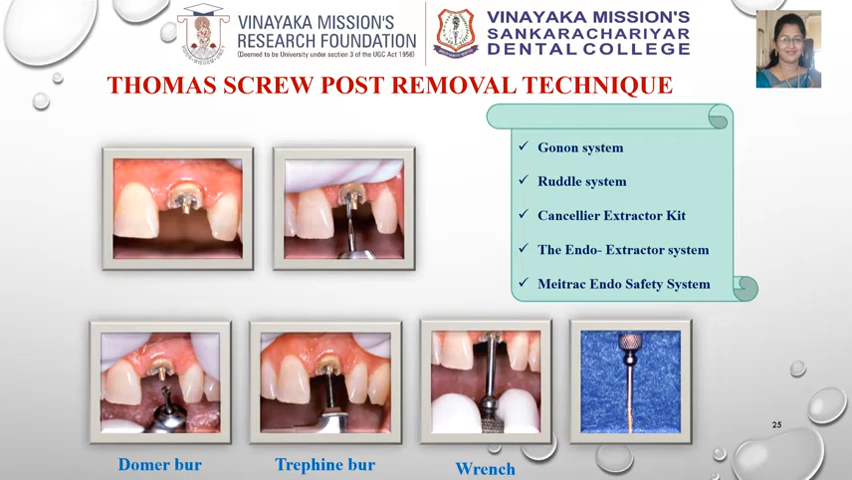 VINAYAKA MISSION'S
RESEARCH FOUNDATION
(Deemed to be University under section 3 of the UGC Act 1956)
VINAYAKA MISSION'S
SANKARACHARIYAR
DENTAL COLLEGE
THOMAS SCREW POST REMOVAL TECHNIQUE
✓ Gonon system
✓ Ruddle system
✓ Cancellier Extractor Kit
✓ The Endo- Extractor system
✓ Meitrac Endo Safety System
Domer bur
Trephine bur
Wrench
25